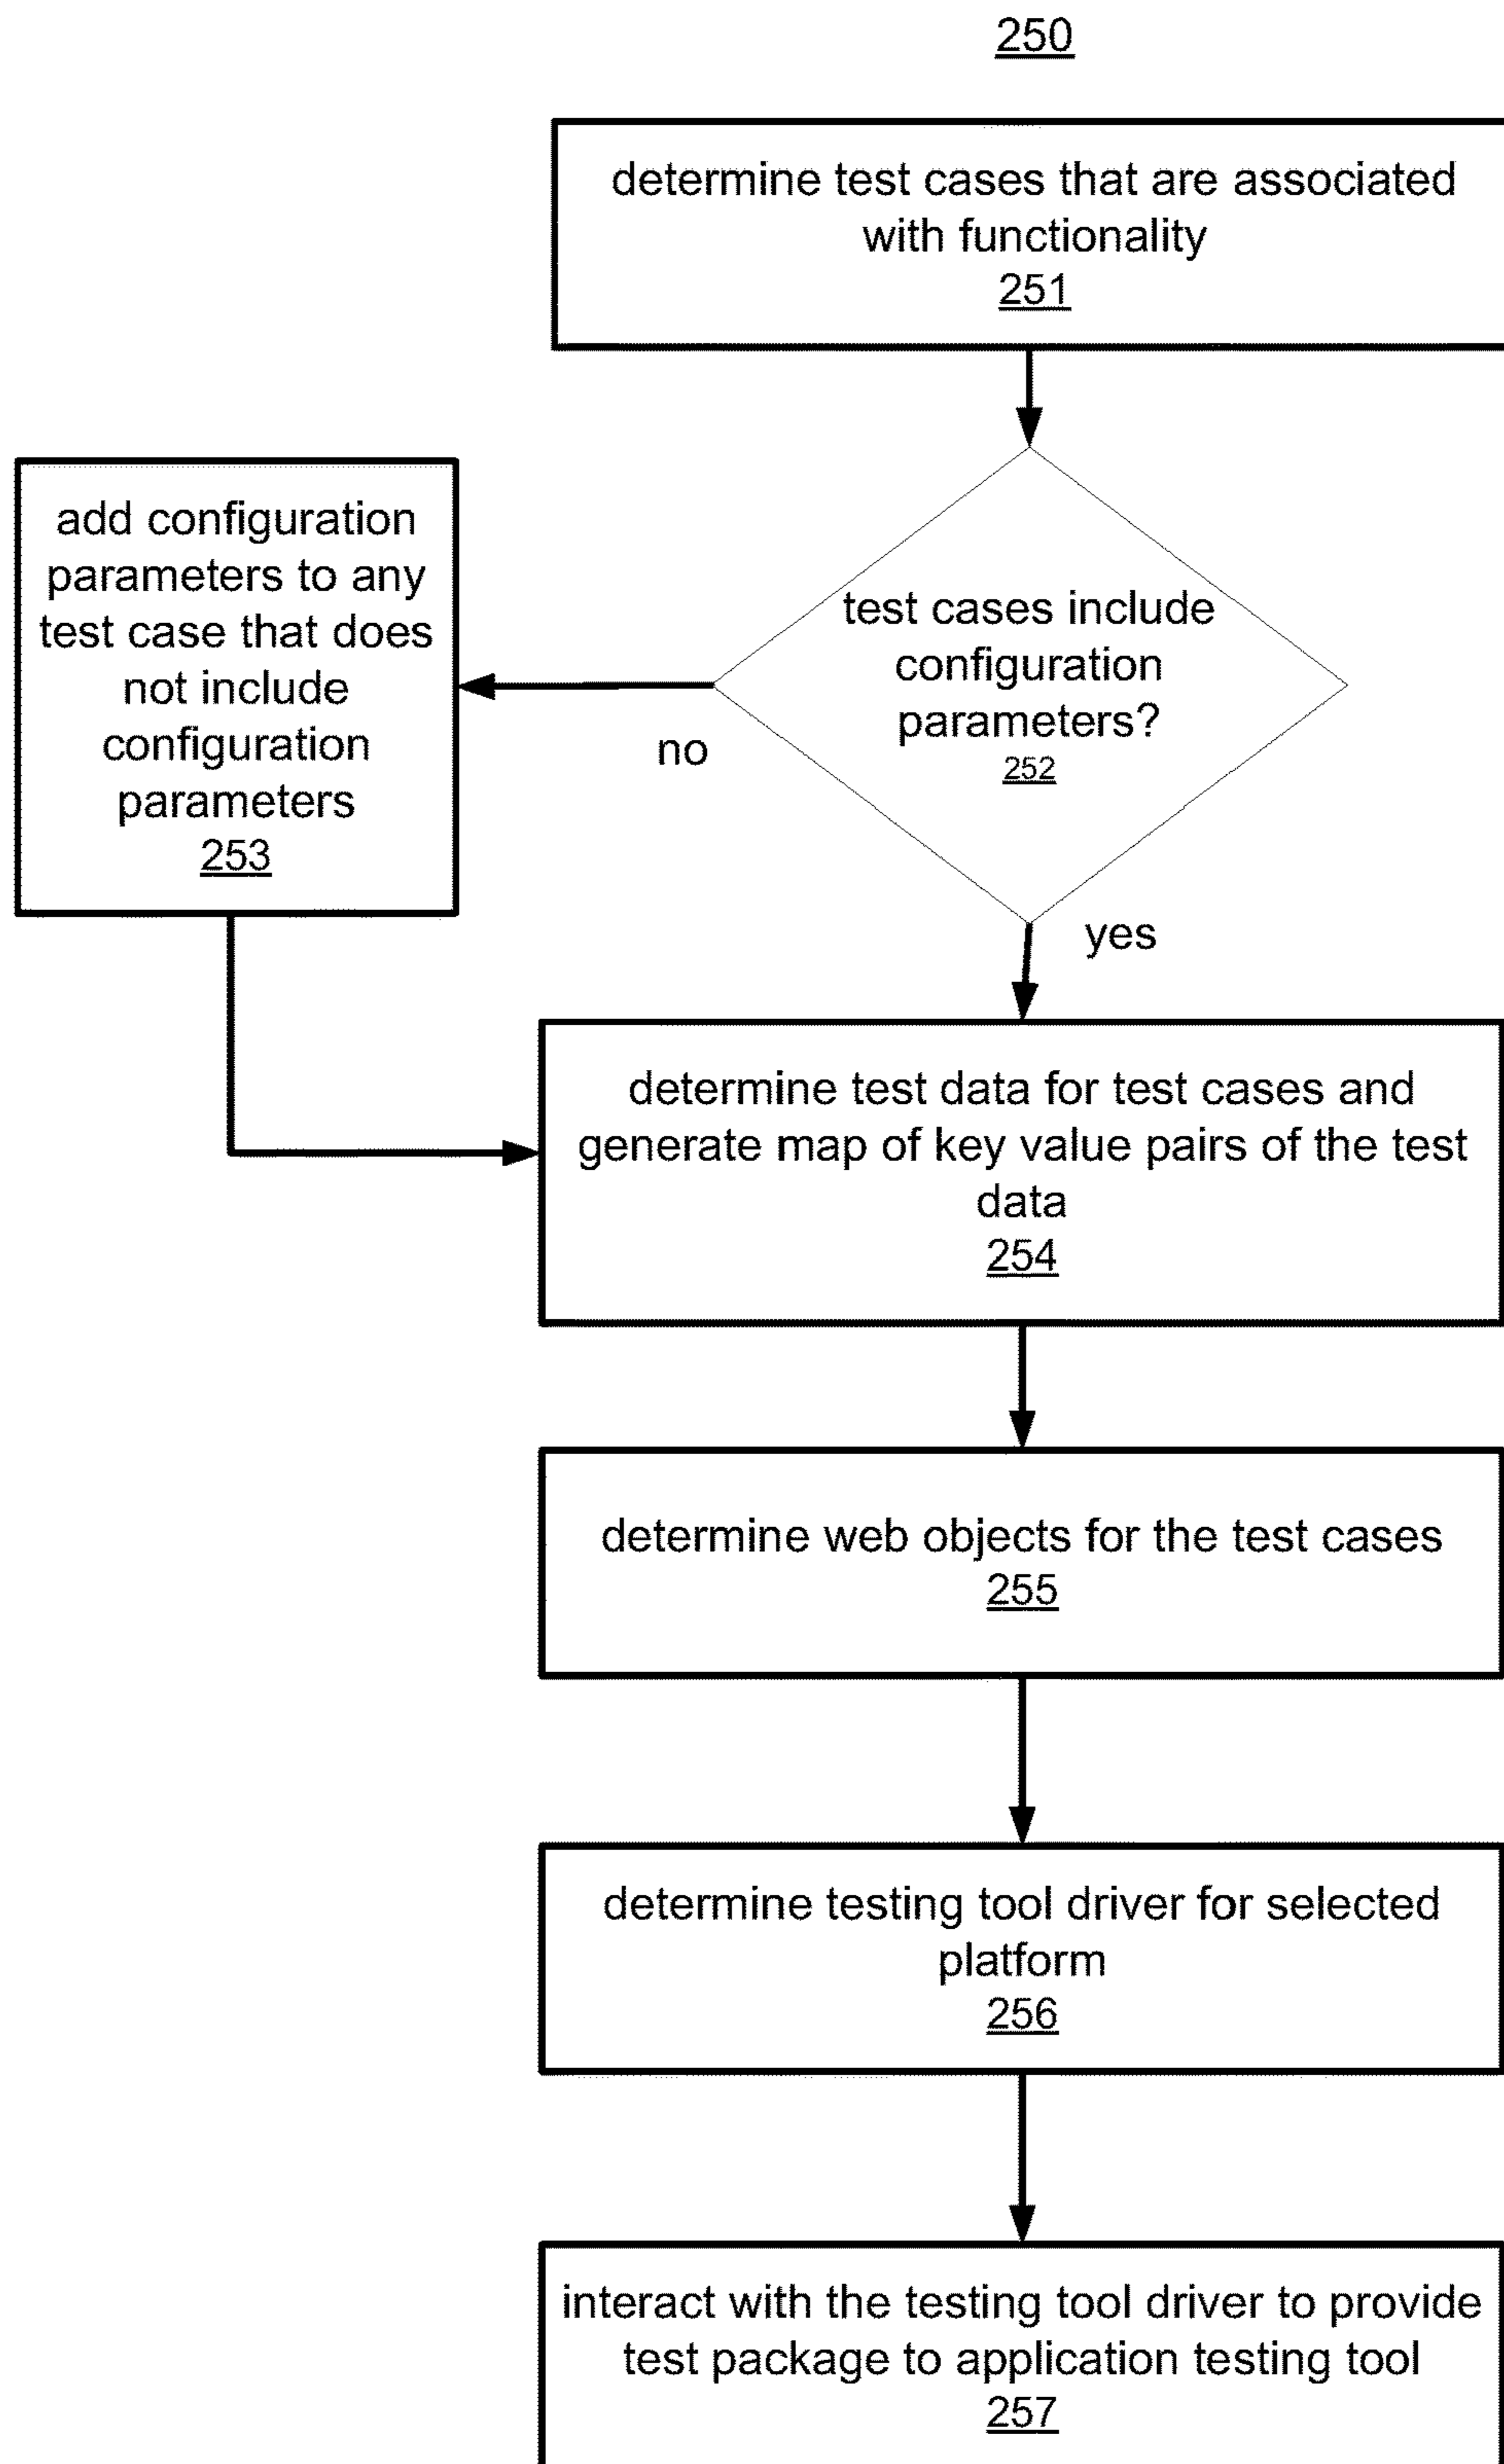 250
determine test cases that are associated
with functionality
251
test cases include
configuration
parameters?
252
no
yes
add configuration
parameters to any
test case that does
not include
configuration
parameters
253
determine test data for test cases and
generate map of key value pairs of the test
data
254
determine web objects for the test cases
255
determine testing tool driver for selected
platform
256
interact with the testing tool driver to provide
test package to application testing tool
257